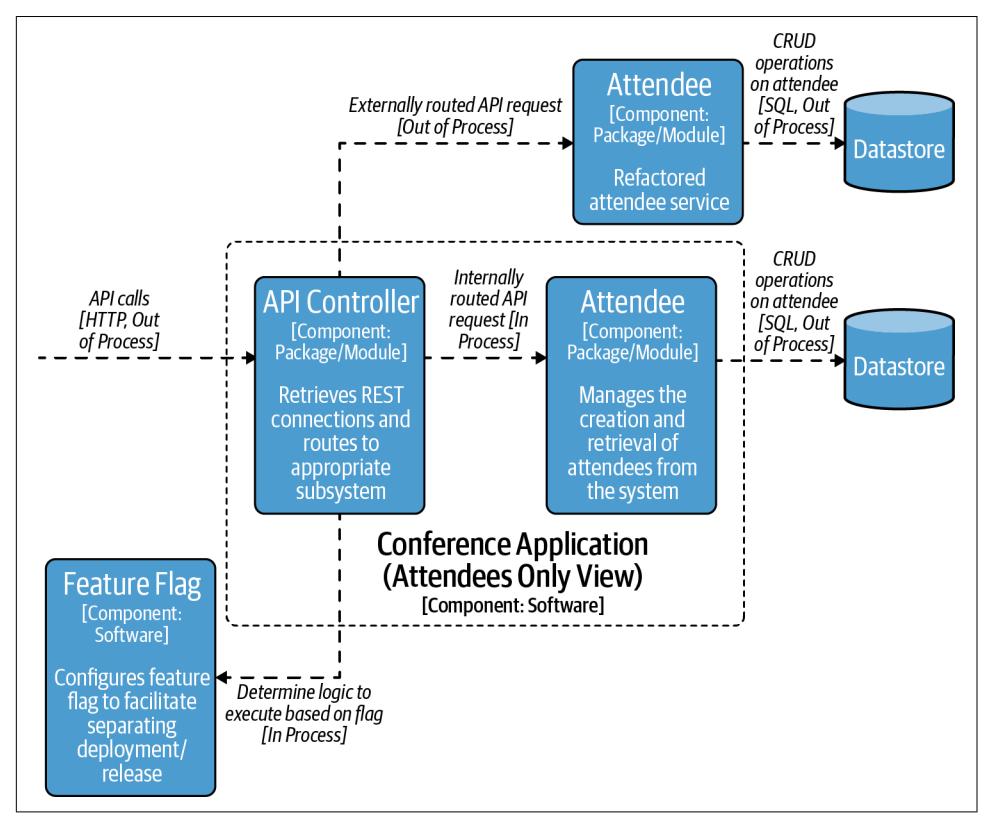 CRUD
operations
on attendee
[SQL, Out
of Process]
Externally routed API request
[Out of Process]
Attendee
[Component:
Package/Module]
Refactored
attendee service
Datastore
API calls
[HTTP, Out
of Process]
API Controller
[Component:
Package/Module]
Retrieves REST
connections and
routes to
appropriate
subsystem
Internally
routed API
request [In
Process]
Attendee
[Component:
Package/Module]
Manages the
creation and
retrieval of
attendees from
the system
CRUD
operations
on attendee
[SQL, Out
of Process]
Datastore
Conference Application
(Attendees Only View)
[Component: Software]
Feature Flag
[Component:
Software]
Configures feature
flag to facilitate
separating
deployment/
release
Determine logic to
execute based on flag
[In Process]